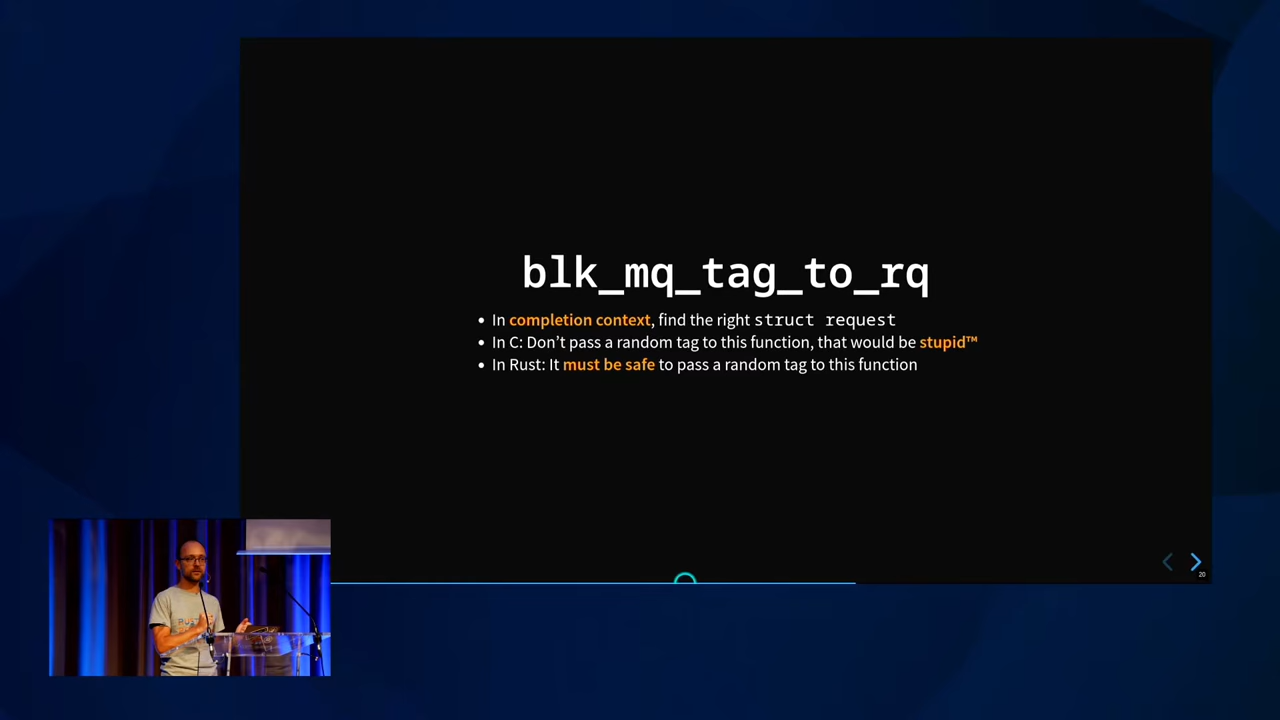 blk_mq_tag_to_rq
• In completion context, find the right struct request
• In C: Don’t pass a random tag to this function, that would be stupid™
• In Rust: It must be safe to pass a random tag to this function
20